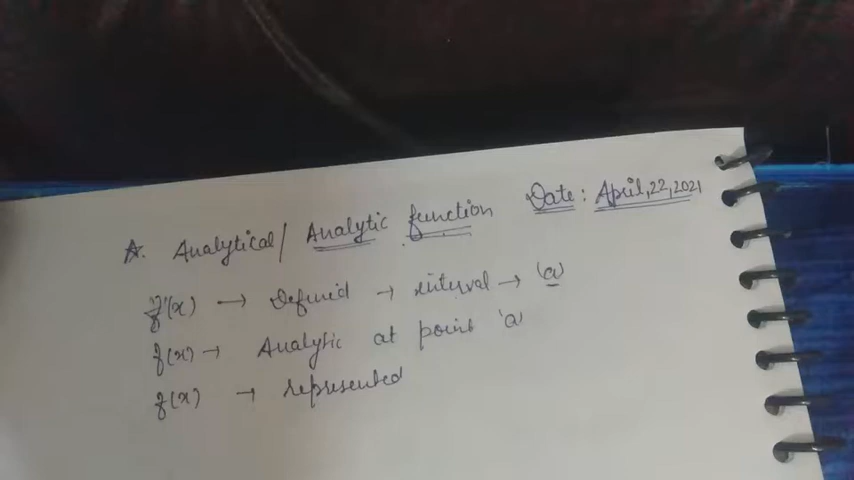 ☆. Analytical / Analytic function Date: April, 22, 2021
f(x) → Defined → interval → 'a'
f(x) → Analytic at point 'a'
f(x) → represented